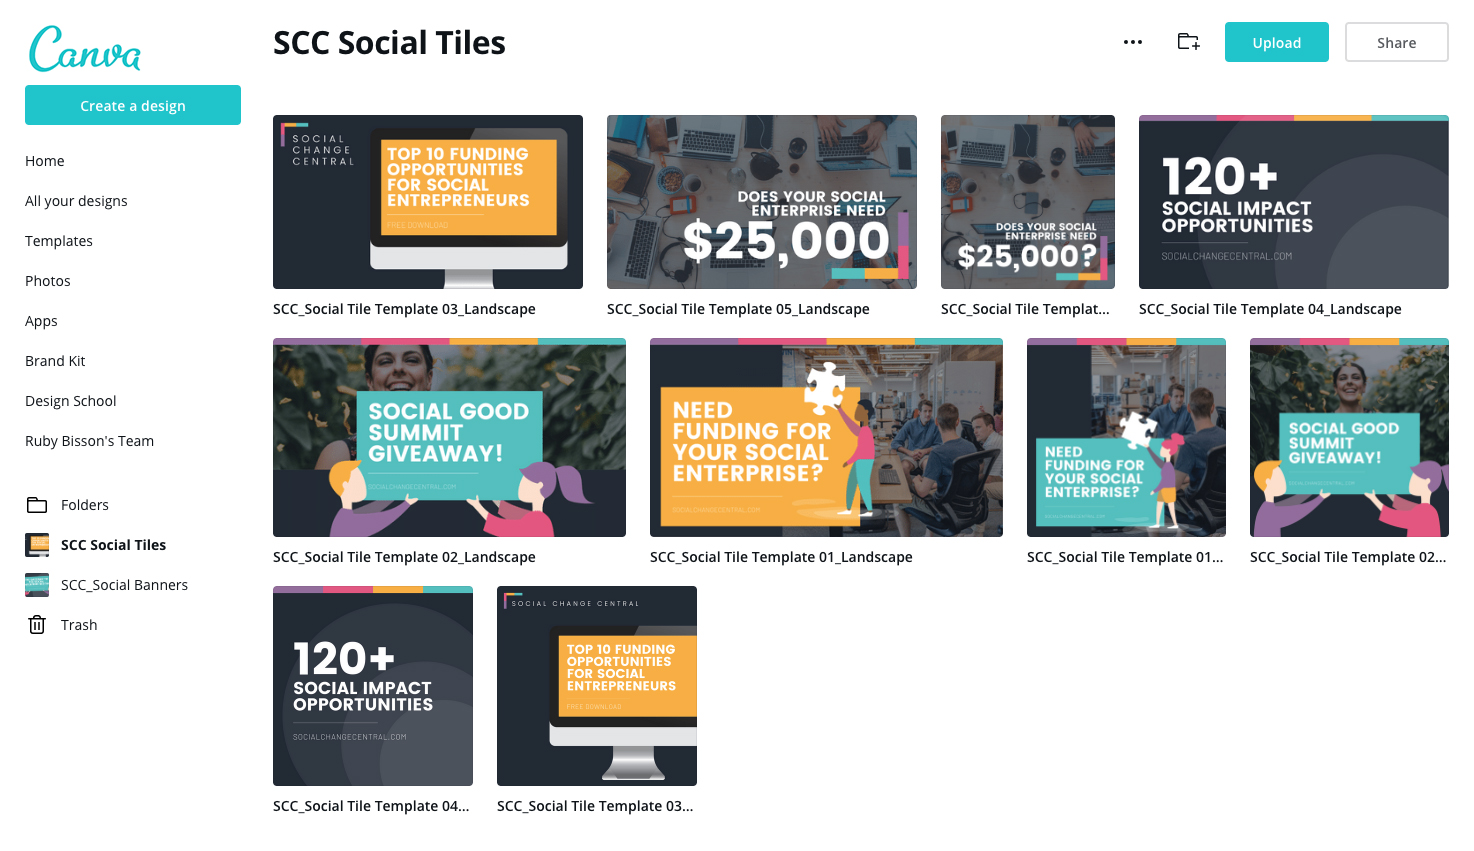 Canva
Create a design
Home
All your designs
Templates
Photos
Apps
Brand Kit
Design School
Ruby Bisson's Team
Folders
SCC Social Tiles
SCC_Social Banners
Trash
SCC Social Tiles
Upload
Share
SOCIAL
CHANGE
CENTRAL
TOP 10 FUNDING
OPPORTUNITIES
FOR SOCIAL
ENTREPRENEURS
FREE DOWNLOAD
SCC_Social Tile Template 03_Landscape
DOES YOUR SOCIAL
ENTERPRISE NEED
$25,000
SCC_Social Tile Template 05_Landscape
DOES YOUR SOCIAL
ENTERPRISE NEED
$25,000?
SCC_Social Tile Templat...
120+
SOCIAL IMPACT
OPPORTUNITIES
SOCIALCHANGECENTRAL.COM
SCC_Social Tile Template 04_Landscape
SOCIAL GOOD
SUMMIT
GIVEAWAY!
SOCIALCHANGECENTRAL.COM
SCC_Social Tile Template 02_Landscape
NEED
FUNDING FOR
YOUR SOCIAL
ENTERPRISE?
SOCIALCHANGECENTRAL.COM
SCC_Social Tile Template 01_Landscape
NEED
FUNDING FOR
YOUR SOCIAL
ENTERPRISE?
SOCIALCHANGECENTRAL.COM
SCC_Social Tile Template 01...
SOCIAL GOOD
SUMMIT
GIVEAWAY!
SOCIALCHANGECENTRAL.COM
SCC_Social Tile Template 02...
120+
SOCIAL IMPACT
OPPORTUNITIES
SOCIALCHANGECENTRAL.COM
SCC_Social Tile Template 04...
SOCIAL CHANGE CENTRAL
TOP 10 FUNDING
OPPORTUNITIES
FOR SOCIAL
ENTREPRENEURS
FREE DOWNLOAD
SCC_Social Tile Template 03...